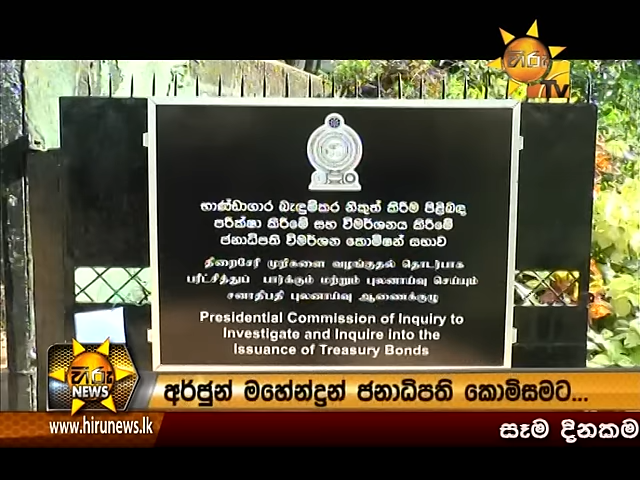 හිරු
TV
භාණ්ඩාගාර බැඳුම්කර නිකුත් කිරීම පිළිබඳ
පරීක්ෂා කිරීමේ සහ විමර්ශනය කිරීමේ
ජනාධිපති විමර්ශන කොමිෂන් සභාව
திறைசேரி முறிகளை வழங்குதல் தொடர்பாக
பரீட்சித்துப் பார்க்கும் மற்றும் புலனாய்வு செய்யும்
சனாதிபதி புலனாய்வு ஆணைக்குழு
Presidential Commission of Inquiry to
Investigate and Inquire into the
Issuance of Treasury Bonds
හිරු
NEWS
අර්ජුන් මහේන්ද්‍රන් ජනාධිපති කොමිසමට...
www.hirunews.lk
සෑම දිනකම